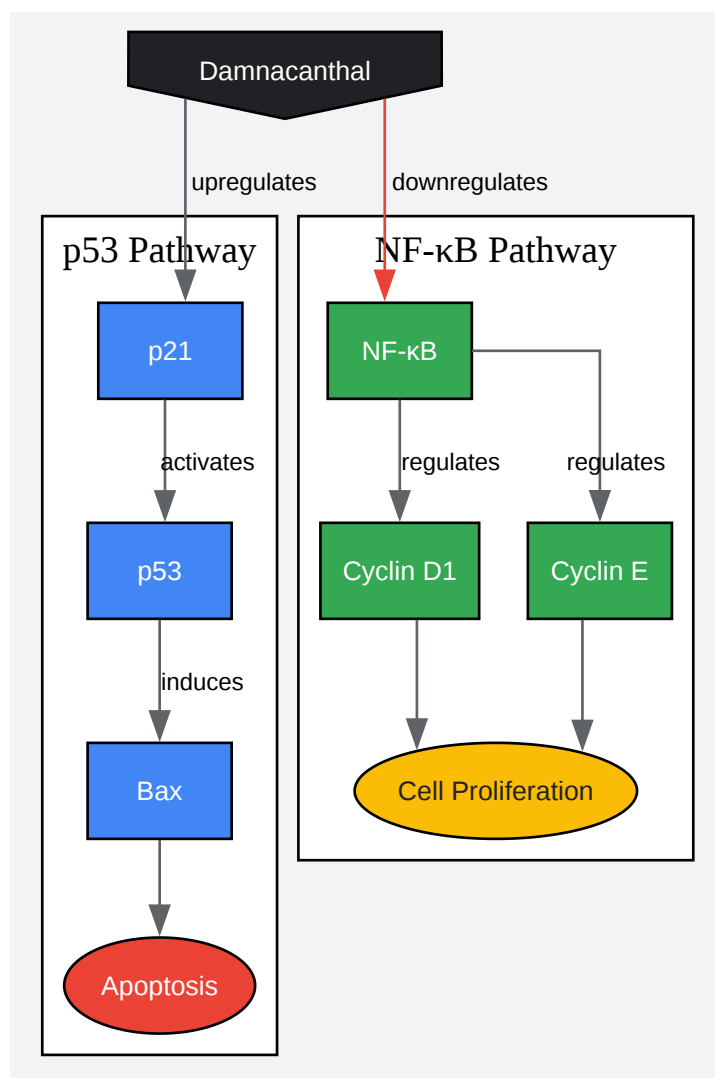 Damnacanthal
upregulates
downregulates
p53 Pathway
NF-κB Pathway
p21
NF-κB
activates
regulates
regulates
p53
Cyclin D1
Cyclin E
induces
Bax
Cell Proliferation
Apoptosis